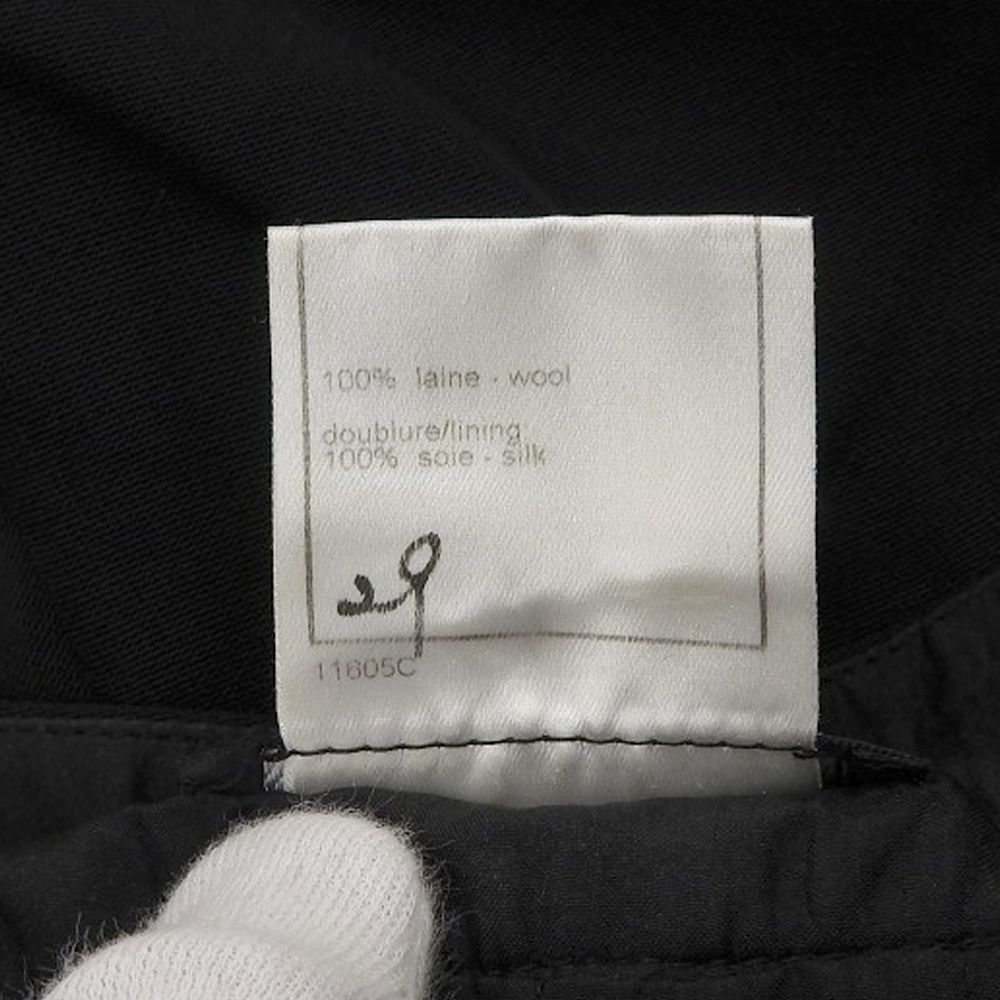 100% laine - wool
doublure/lining
100% soie - silk
29
11605C